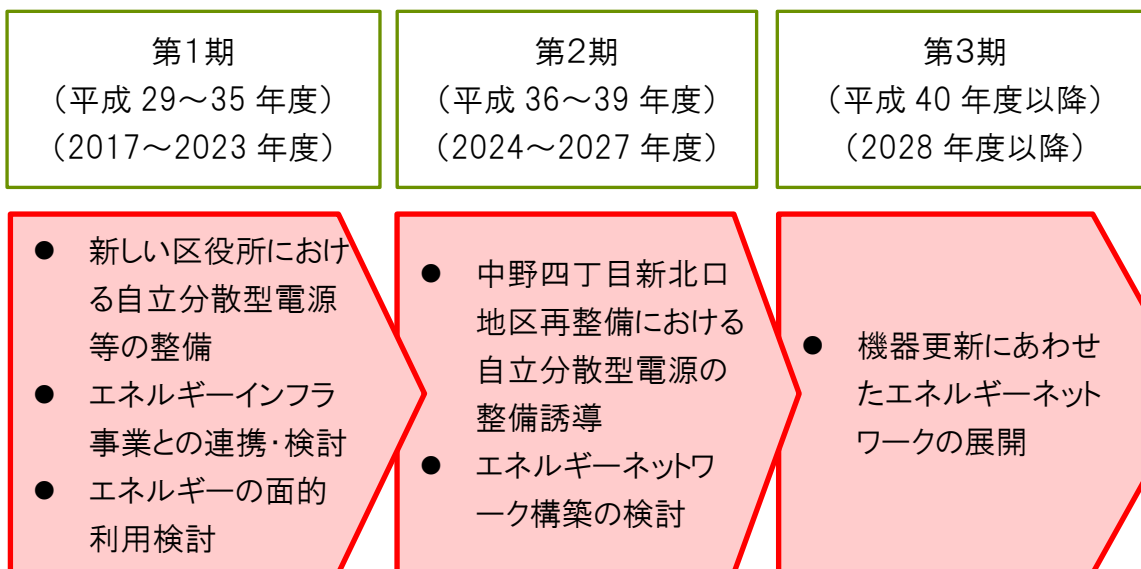 第1期
（平成 29～35 年度）
（2017～2023 年度）
第2期
（平成 36～39 年度）
（2024～2027 年度）
第3期
（平成 40 年度以降）
（2028 年度以降）
● 新しい区役所におけ
る自立分散型電源
等の整備
● エネルギーインフラ
事業との連携・検討
● エネルギーの面的
利用検討
● 中野四丁目新北口
地区再整備における
自立分散型電源の
整備誘導
● エネルギーネットワ
ーク構築の検討
● 機器更新にあわせ
たエネルギーネット
ワークの展開